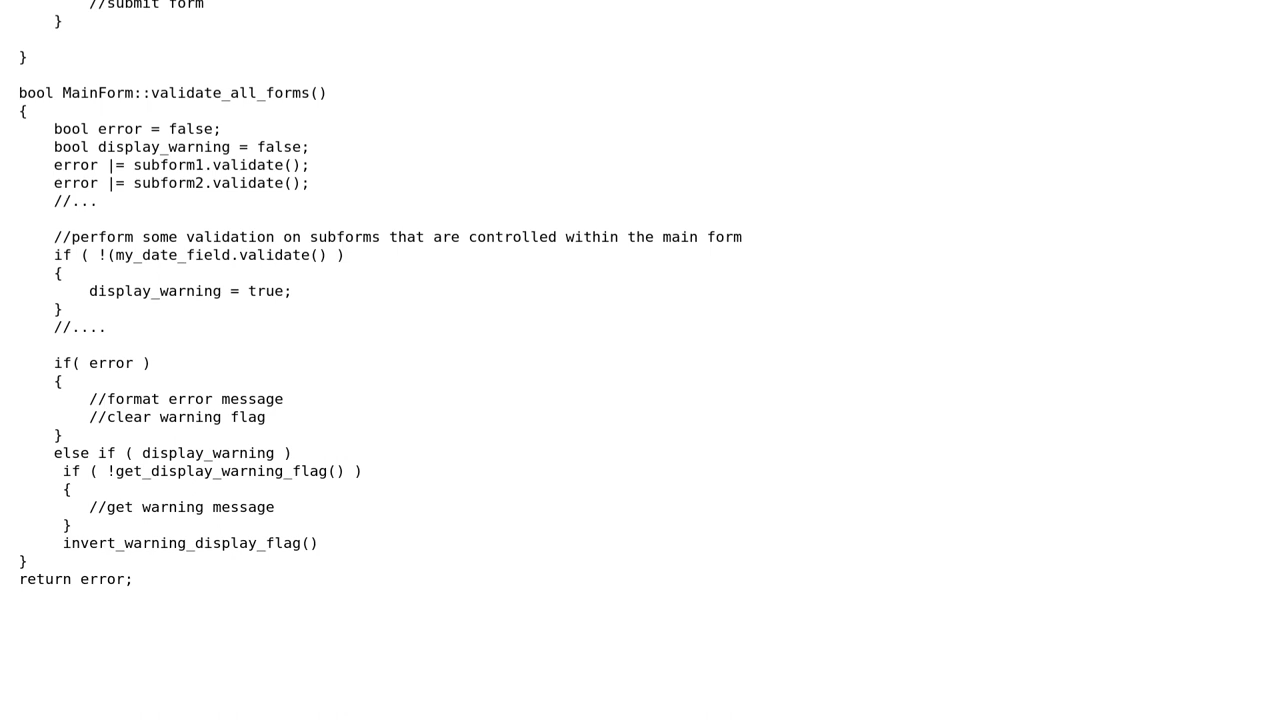 //submit form
    }

}

bool MainForm::validate_all_forms()
{
    bool error = false;
    bool display_warning = false;
    error |= subform1.validate();
    error |= subform2.validate();
    //...

    //perform some validation on subforms that are controlled within the main form
    if ( !(my_date_field.validate() )
    {
        display_warning = true;
    }
    //....

    if( error )
    {
        //format error message
        //clear warning flag
    }
    else if ( display_warning )
     if ( !get_display_warning_flag() )
     {
        //get warning message
     }
     invert_warning_display_flag()
}
return error;